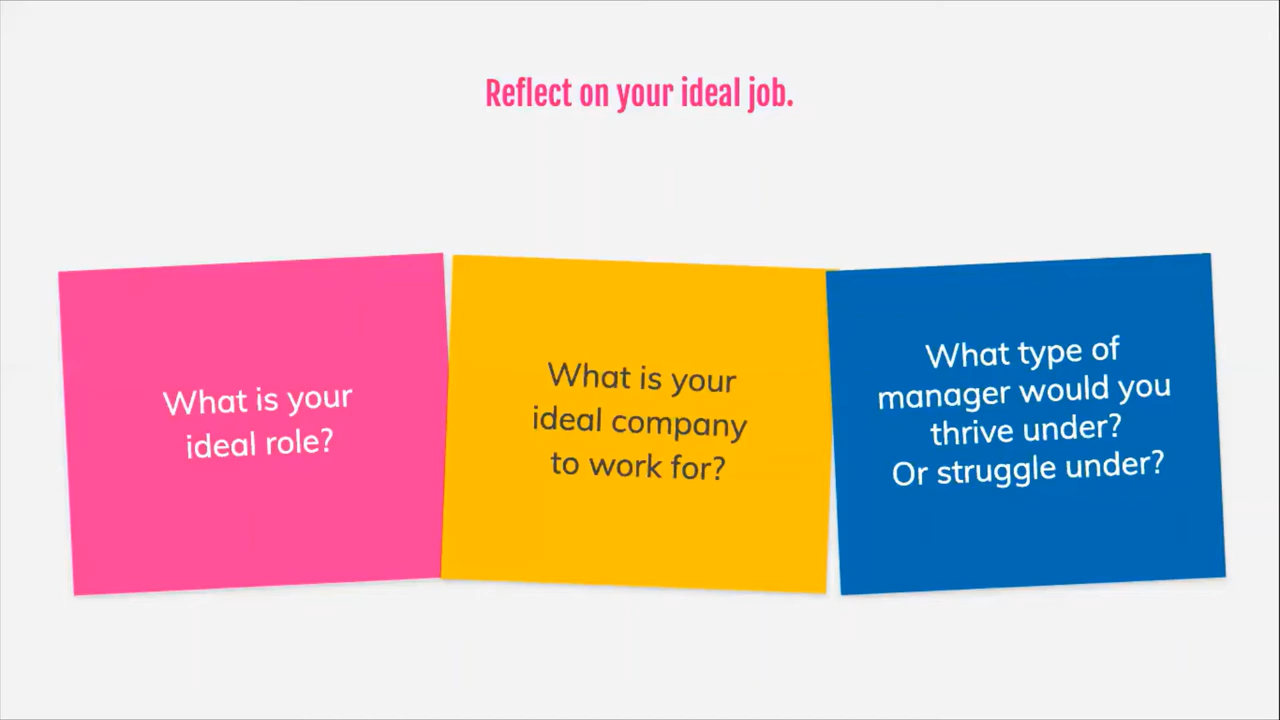 Reflect on your ideal job.
What is your
ideal role?
What is your
ideal company
to work for?
What type of
manager would you
thrive under?
Or struggle under?